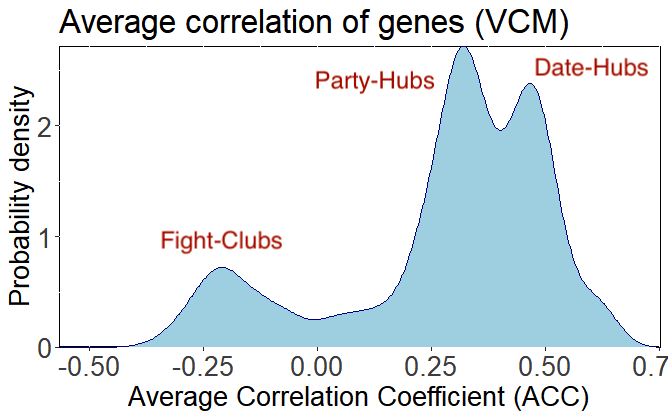 Average correlation of genes (VCM)
Party-Hubs
Date-Hubs
Fight-Clubs
Probability density
2
1
0
-0.50 -0.25 0.00 0.25 0.50 0.7
Average Correlation Coefficient (ACC)